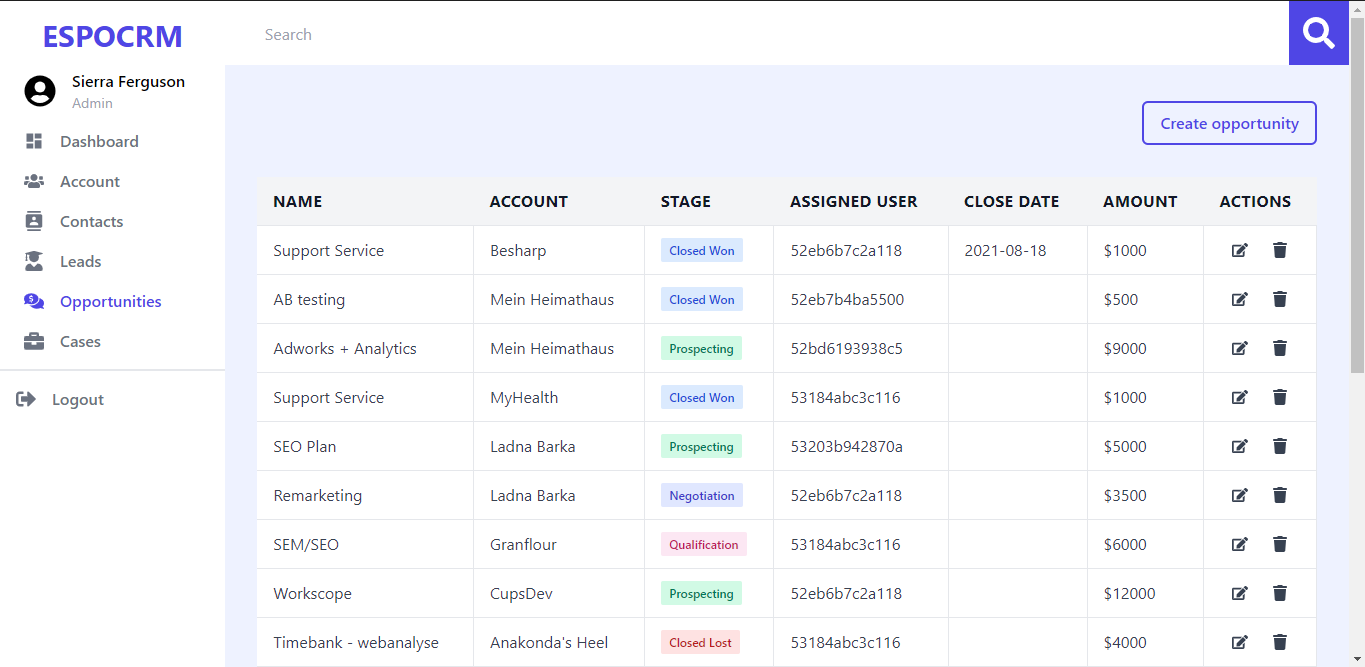 ESPOCRM
Search
Sierra Ferguson
Admin
Dashboard
Account
Contacts
Leads
Opportunities
Cases
Logout
Create opportunity
NAME ACCOUNT STAGE ASSIGNED USER CLOSE DATE AMOUNT ACTIONS
Support Service Besharp Closed Won 52eb6b7c2a118 2021-08-18 $1000
AB testing Mein Heimathaus Closed Won 52eb7b4ba5500 $500
Adworks + Analytics Mein Heimathaus Prospecting 52bd6193938c5 $9000
Support Service MyHealth Closed Won 53184abc3c116 $1000
SEO Plan Ladna Barka Prospecting 53203b942870a $5000
Remarketing Ladna Barka Negotiation 52eb6b7c2a118 $3500
SEM/SEO Granflour Qualification 53184abc3c116 $6000
Workscope CupsDev Prospecting 52eb6b7c2a118 $12000
Timebank - webanalyse Anakonda's Heel Closed Lost 53184abc3c116 $4000